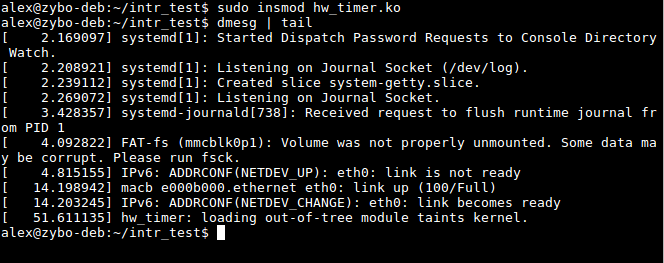 alex@zybo-deb:~/intr_test$ sudo insmod hw_timer.ko
alex@zybo-deb:~/intr_test$ dmesg | tail
[    2.169097] systemd[1]: Started Dispatch Password Requests to Console Directory
 Watch.
[    2.208921] systemd[1]: Listening on Journal Socket (/dev/log).
[    2.239112] systemd[1]: Created slice system-getty.slice.
[    2.269072] systemd[1]: Listening on Journal Socket.
[    3.428357] systemd-journald[738]: Received request to flush runtime journal fr
om PID 1
[    4.092822] FAT-fs (mmcblk0p1): Volume was not properly unmounted. Some data ma
y be corrupt. Please run fsck.
[    4.815155] IPv6: ADDRCONF(NETDEV_UP): eth0: link is not ready
[   14.198942] macb e000b000.ethernet eth0: link up (100/Full)
[   14.203245] IPv6: ADDRCONF(NETDEV_CHANGE): eth0: link becomes ready
[   51.611135] hw_timer: loading out-of-tree module taints kernel.
alex@zybo-deb:~/intr_test$